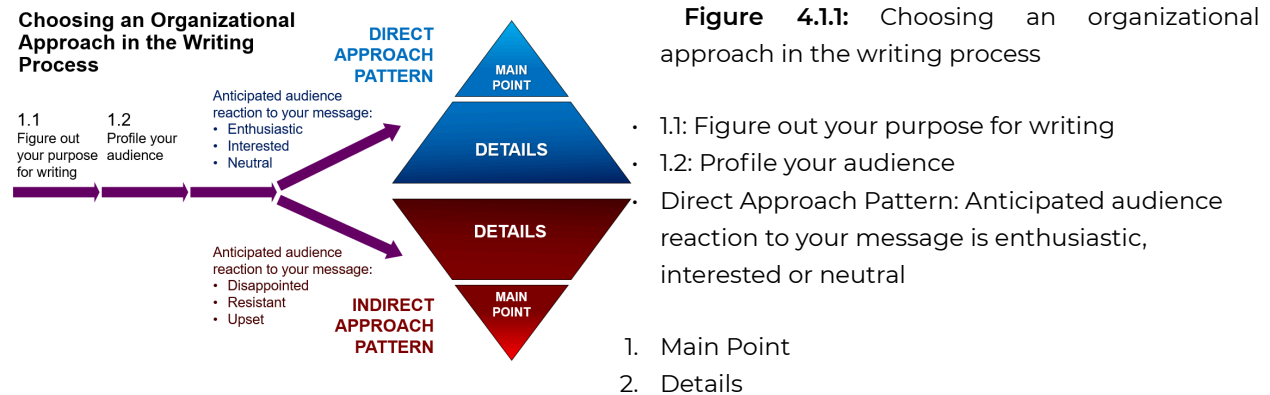 Choosing an Organizational
Approach in the Writing
Process
1.1
Figure out
your purpose
for writing
1.2
Profile your
audience
Anticipated audience
reaction to your message:
• Enthusiastic
• Interested
• Neutral
DIRECT
APPROACH
PATTERN
MAIN
POINT
DETAILS
Anticipated audience
reaction to your message:
• Disappointed
• Resistant
• Upset
INDIRECT
APPROACH
PATTERN
DETAILS
MAIN
POINT
Figure 4.1.1: Choosing an organizational
approach in the writing process
• 1.1: Figure out your purpose for writing
• 1.2: Profile your audience
• Direct Approach Pattern: Anticipated audience
reaction to your message is enthusiastic,
interested or neutral
1. Main Point
2. Details